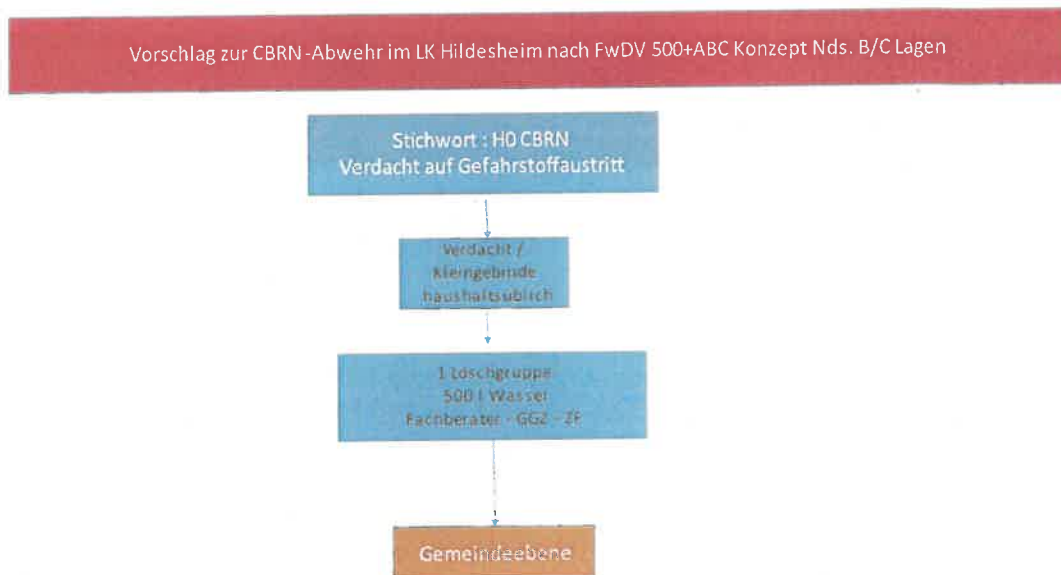 Vorschlag zur CBRN-Abwehr im LK Hildesheim nach FwDV 500+ABC Konzept Nds. B/C Lagen
Stichwort : H0 CBRN
Verdacht auf Gefahrstoffaustritt
Verdacht /
Kleingebinde
haushaltsüblich
1 Löschgruppe
500 l Wasser
Fachberater - GGZ - ZF
Gemeindeebene